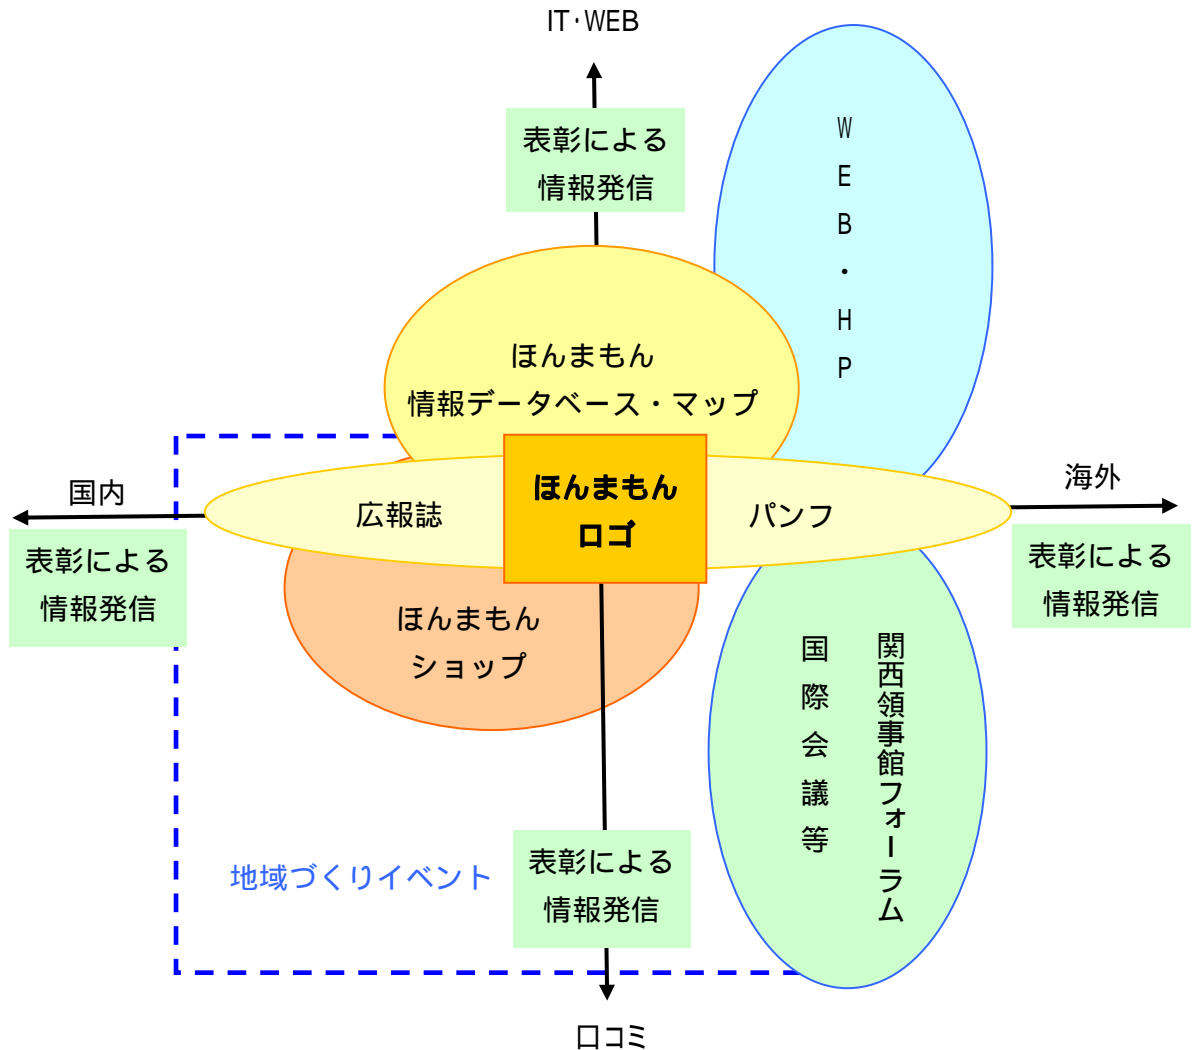 IT・WEB
表彰による
情報発信
WEB・HP
ほんまもん
情報データベース・マップ
国内
海外
ほんまもん
ロゴ
広報誌
パンフ
表彰による
情報発信
表彰による
情報発信
ほんまもん
ショップ
関西領事館フォーラム
国際会議等
表彰による
情報発信
地域づくりイベント
口コミ